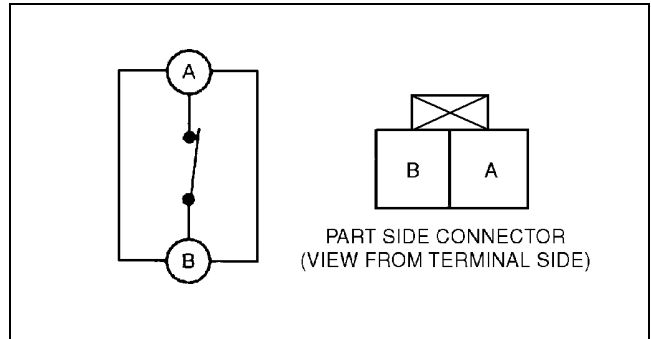 A
B
B A
PART SIDE CONNECTOR
(VIEW FROM TERMINAL SIDE)